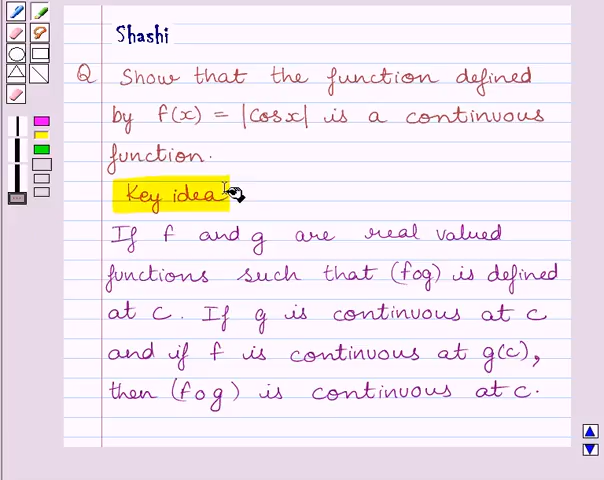 Shashi
Q Show that the function defined
by f(x) = |Cosx| is a continuous
function.
Key idea
If f and g are real valued
functions such that (fog) is defined
at c. If g is continuous at c
and if f is continuous at g(c),
then (fog) is continuous at c.